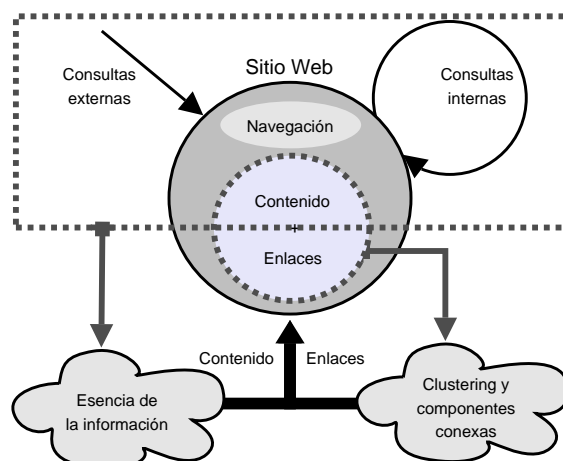 Sitio Web
Consultas
externas
Consultas
internas
Navegación
Contenido
+
Enlaces
Contenido
Enlaces
Esencia de
la información
Clustering y
componentes
conexas